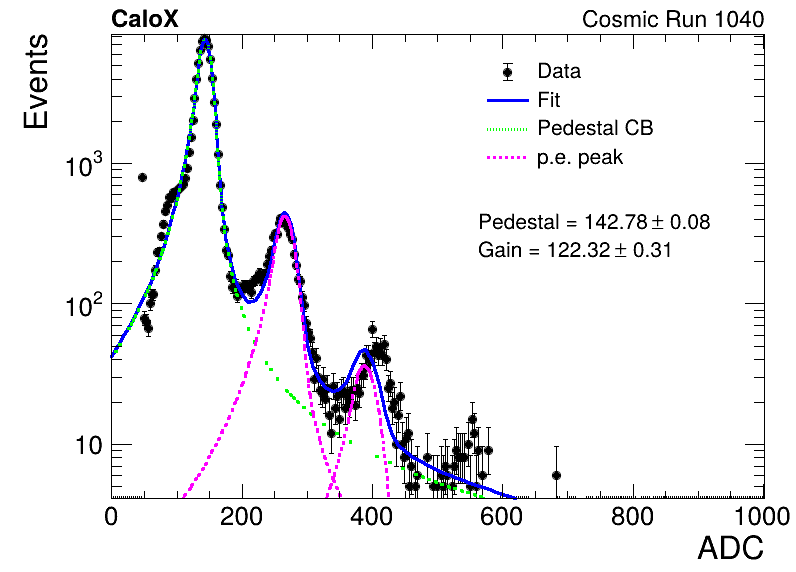 CaloX Cosmic Run 1040
Events
Data
Fit
Pedestal CB
p.e. peak
Pedestal = 142.78 ± 0.08
Gain = 122.32 ± 0.31
10³
10²
10
0 200 400 600 800 1000
ADC